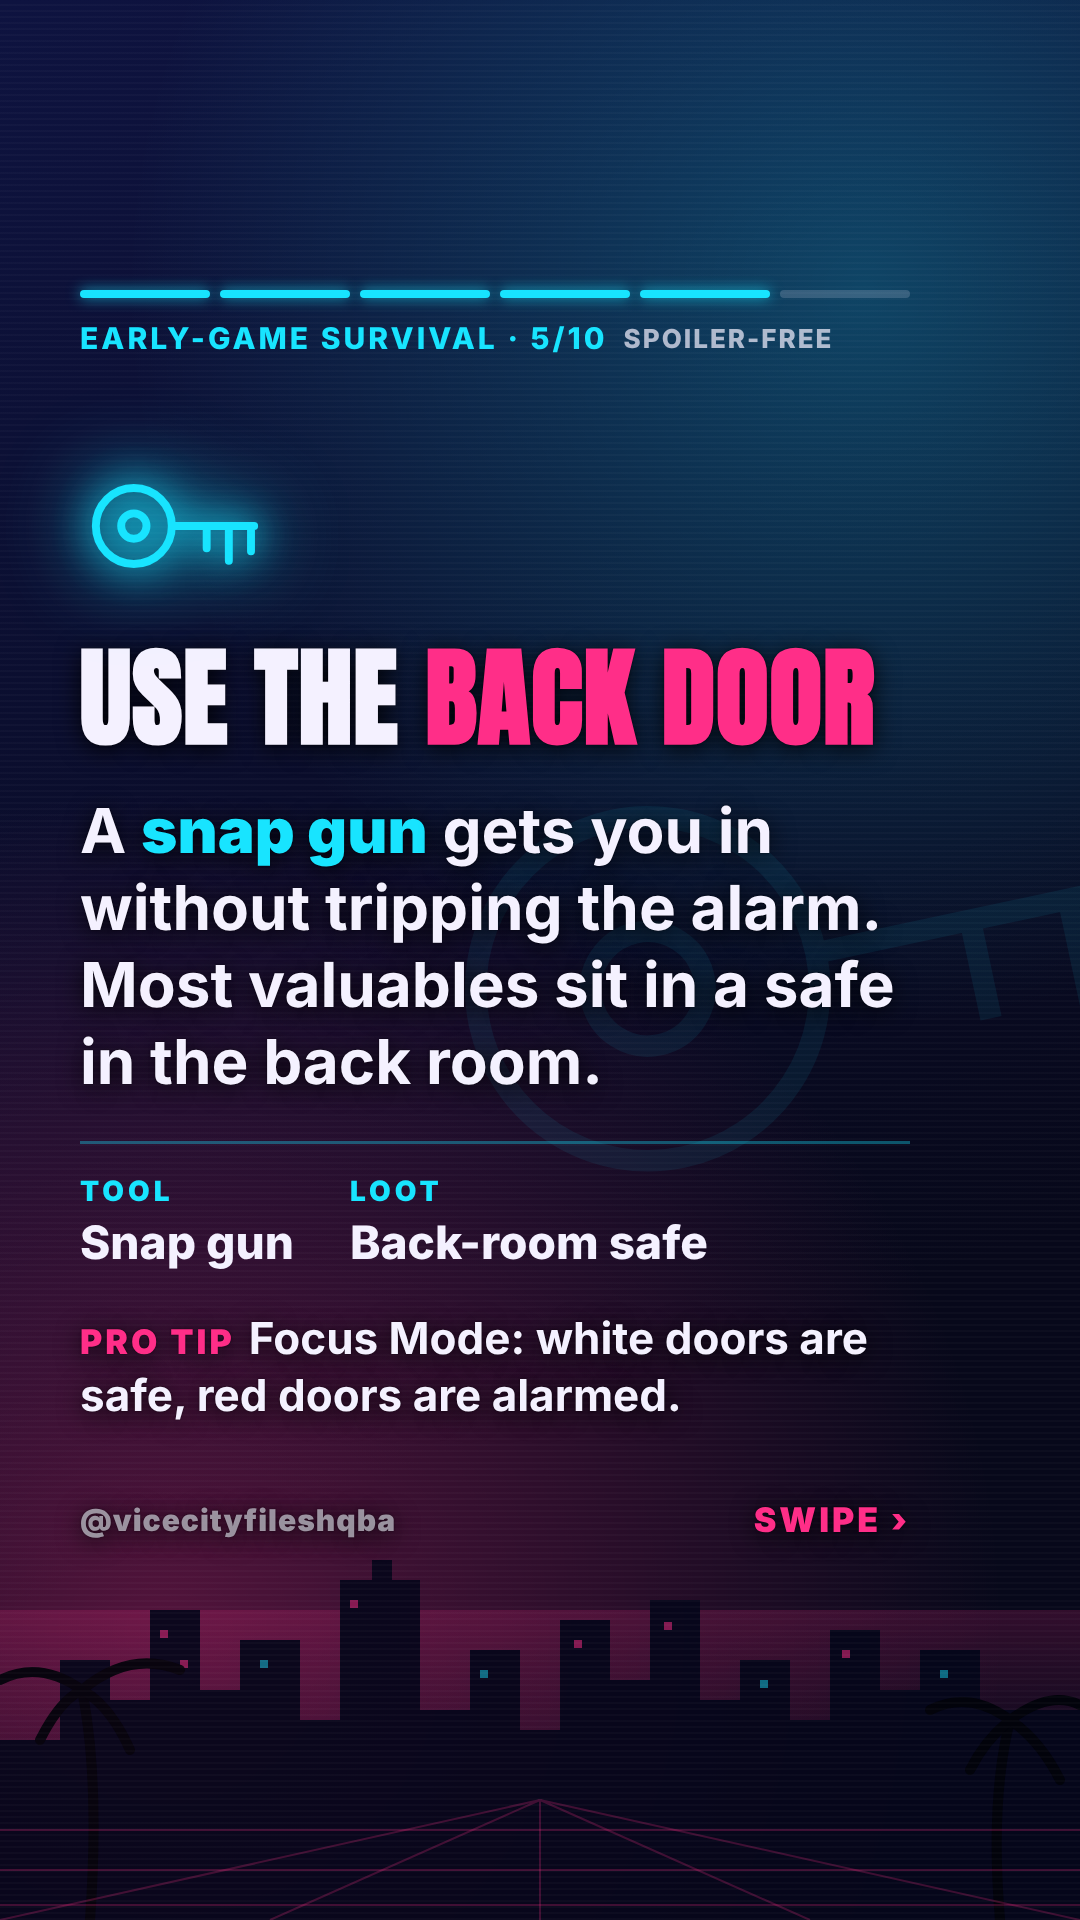 EARLY-GAME SURVIVAL · 5/10 SPOILER-FREE
USE THE BACK DOOR
A snap gun gets you in
without tripping the alarm.
Most valuables sit in a safe
in the back room.
TOOL LOOT
Snap gun Back-room safe
PRO TIP Focus Mode: white doors are
safe, red doors are alarmed.
@vicecityfileshqba SWIPE ›